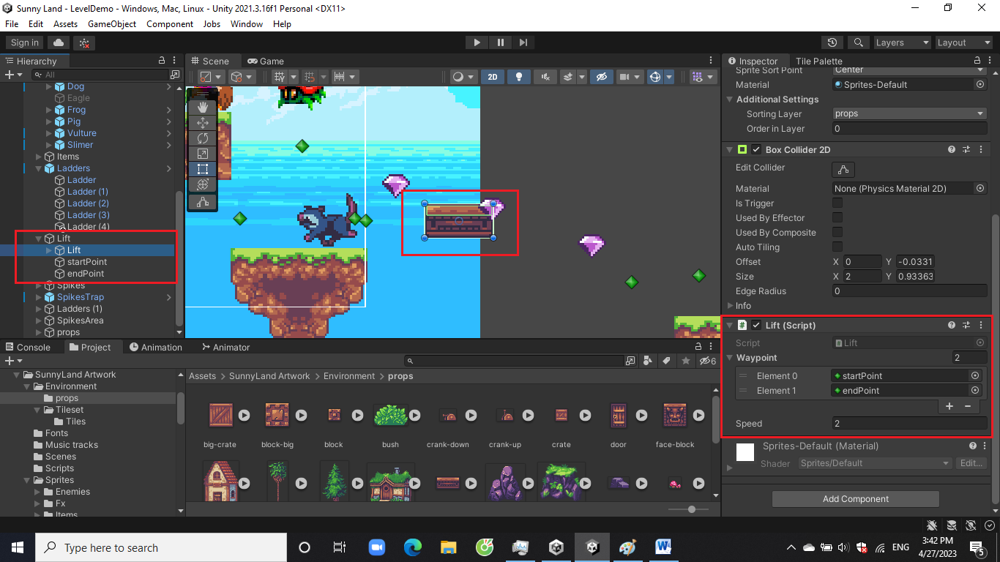 Sunny Land - LevelDemo - Windows, Mac, Linux - Unity 2021.3.16f1 Personal <DX11>
File Edit Assets GameObject Component Jobs Window Help
Sign in
Layers
Layout
Hierarchy
All
Dog
Eagle
Frog
Pig
Vulture
Slimer
Items
Ladders
Ladder
Ladder (1)
Ladder (2)
Ladder (3)
Ladder (4)
Lift
Lift
startPoint
endPoint
Spikes
SpikesTrap
Ladders (1)
SpikesArea
props
Scene Game
2D
Inspector Tile Palette
Sprite Sort Point Center
Material Sprites-Default
Additional Settings
Sorting Layer props
Order in Layer 0
Box Collider 2D
Edit Collider
Material None (Physics Material 2D)
Is Trigger
Used By Effector
Used By Composite
Auto Tiling
Offset X 0 Y -0.0331
Size X 2 Y 0.93363
Edge Radius 0
Info
Lift (Script)
Script Lift
Waypoint 2
Element 0 startPoint
Element 1 endPoint
+ −
Speed 2
Sprites-Default (Material)
Shader Sprites/Default Edit...
Add Component
Console Project Animation Animator
6
SunnyLand Artwork
Environment
props
Tileset
Tiles
Fonts
Music tracks
Scenes
Scripts
Sprites
Enemies
Fx
Items
Assets > SunnyLand Artwork > Environment > props
big-crate block-big block bush crank-down crank-up crate door face-block
Type here to search
ENG
3:42 PM
4/27/2023
5